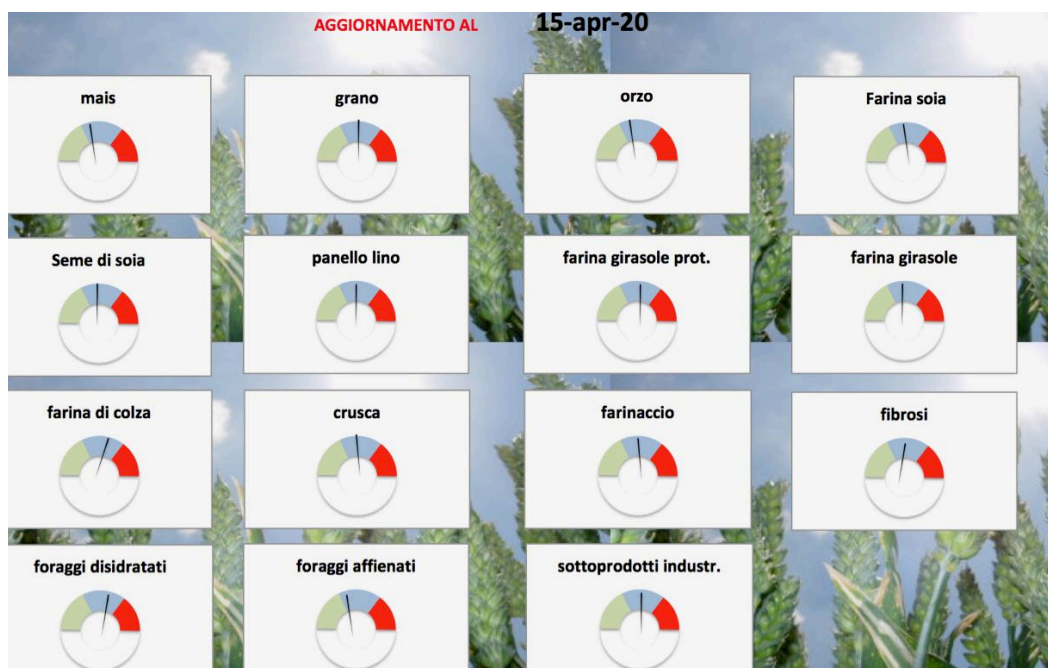 AGGIORNAMENTO AL 15-apr-20
mais
grano
orzo
Farina soia
Seme di soia
panello lino
farina girasole prot.
farina girasole
farina di colza
crusca
farinaccio
fibrosi
foraggi disidratati
foraggi affienati
sottoprodotti industr.